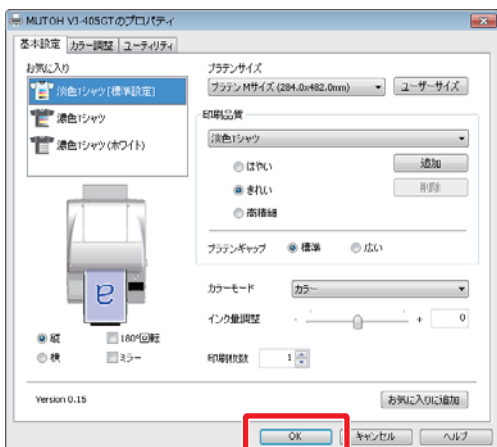 MUTOH VJ-405GTのプロパティ
基本設定 カラー調整 ユーティリティ
お気に入り
淡色Tシャツ[標準設定]
濃色Tシャツ
濃色Tシャツ(ホワイト)
a
縦 180°回転
横 ミラー
プラテンサイズ
プラテン Mサイズ (284.0x482.0mm) ユーザーサイズ
印刷品質
淡色Tシャツ
はやい 追加
きれい 削除
高精細
プラテンギャップ 標準 広い
カラーモード カラー
インク量調整 - + 0
印刷枚数 1
Version 0.15 お気に入りに追加
OK キャンセル ヘルプ